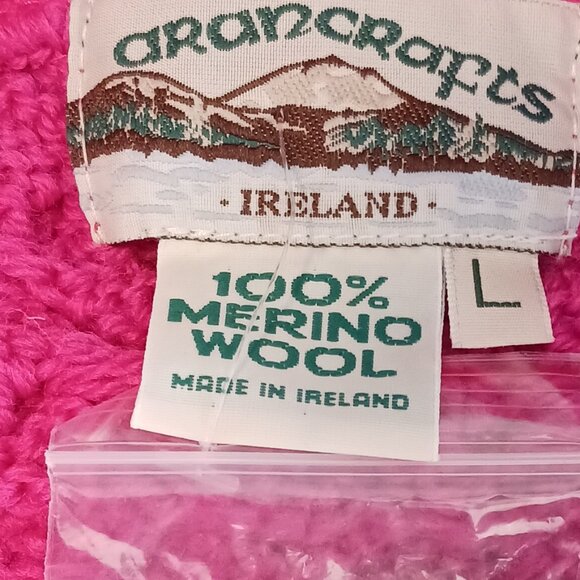 arancrafts
· IRELAND ·
L
100%
MERINO
WOOL
MADE IN IRELAND